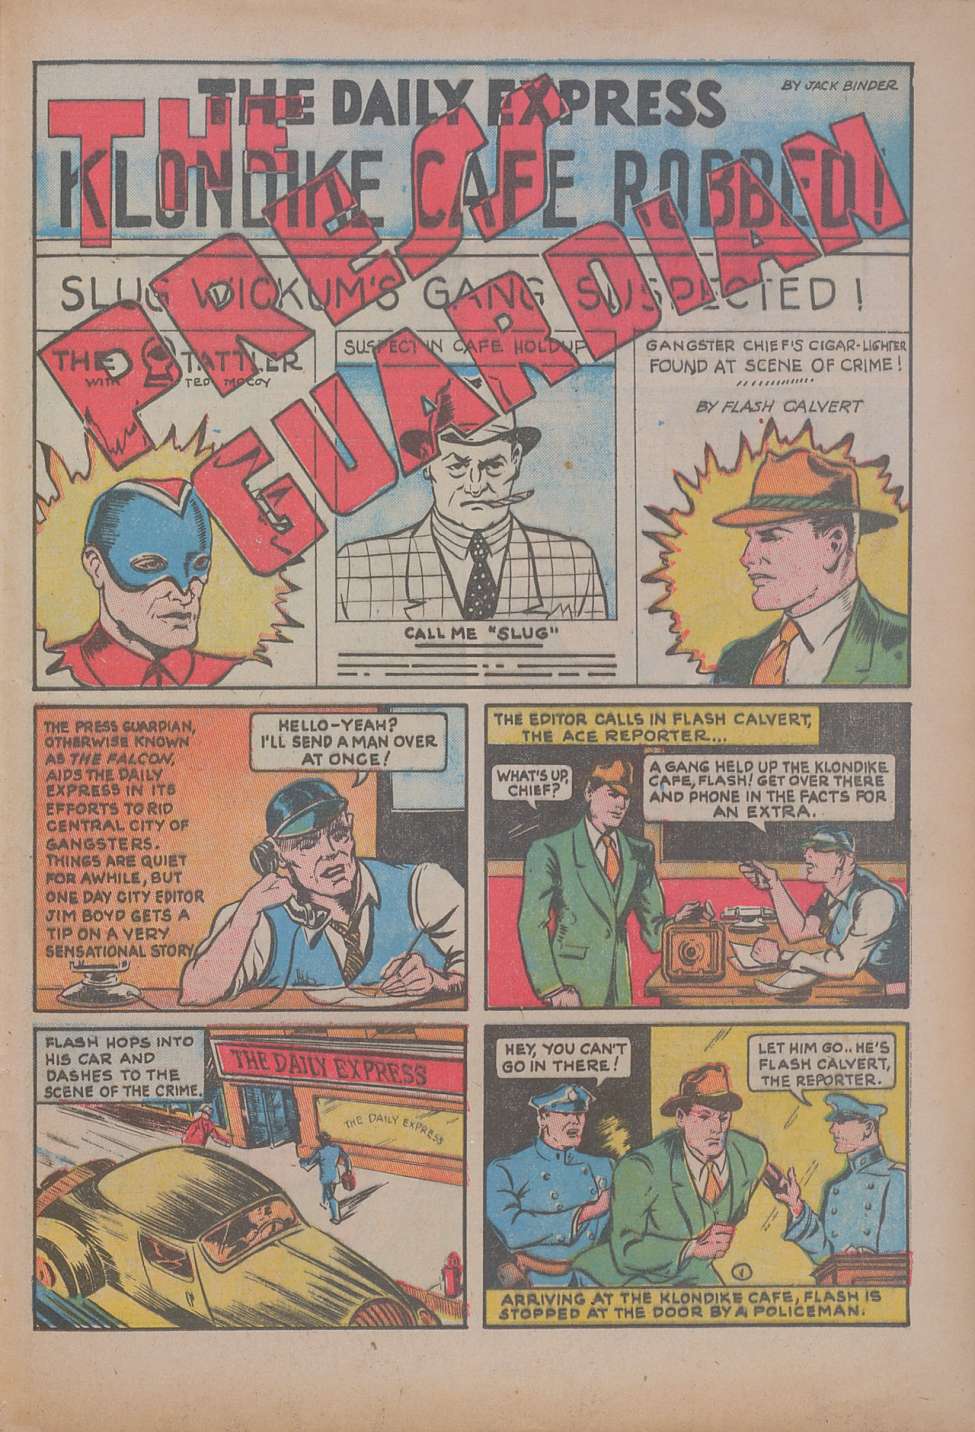 THE DAILY EXPRESS
BY JACK BINDER
THE
PRESS
GUARDIAN
KLONDIKE CAFE ROBBED!
SLUG WICKUM'S GANG SUSPECTED!
THE TATTLER
WITH TED McCOY
SUSPECT IN CAFE HOLDUP
GANGSTER CHIEF'S CIGAR-LIGHTER
FOUND AT SCENE OF CRIME!
BY FLASH CALVERT
CALL ME "SLUG"
THE PRESS GUARDIAN,
OTHERWISE KNOWN
AS THE FALCON,
AIDS THE DAILY
EXPRESS IN ITS
EFFORTS TO RID
CENTRAL CITY OF
GANGSTERS.
THINGS ARE QUIET
FOR AWHILE, BUT
ONE DAY CITY EDITOR
JIM BOYD GETS A
TIP ON A VERY
SENSATIONAL STORY
HELLO-YEAH?
I'LL SEND A MAN OVER
AT ONCE!
THE EDITOR CALLS IN FLASH CALVERT,
THE ACE REPORTER...
WHAT'S UP,
CHIEF?
A GANG HELD UP THE KLONDIKE
CAFE, FLASH! GET OVER THERE
AND PHONE IN THE FACTS FOR
AN EXTRA.
FLASH HOPS INTO
HIS CAR AND
DASHES TO THE
SCENE OF THE CRIME.
THE DAILY EXPRESS
THE DAILY EXPRESS
HEY, YOU CAN'T
GO IN THERE!
LET HIM GO.. HE'S
FLASH CALVERT,
THE REPORTER.
1
ARRIVING AT THE KLONDIKE CAFE, FLASH IS
STOPPED AT THE DOOR BY A POLICEMAN.